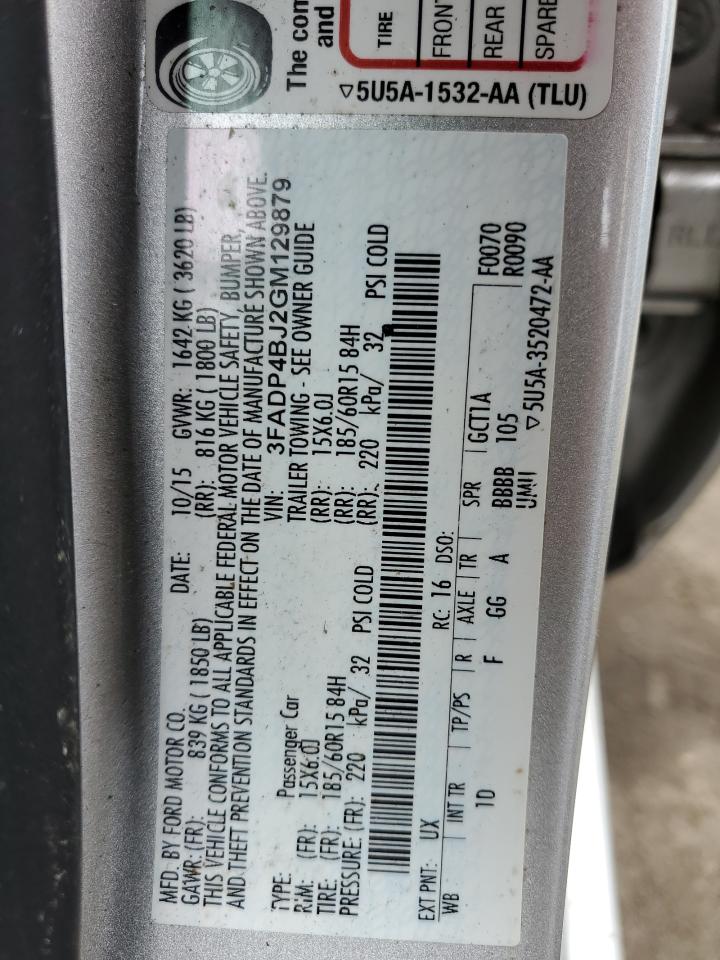 The com
and
TIRE
FRONT
REAR
SPARE
▽5U5A-1532-AA (TLU)
MFD. BY FORD MOTOR CO. DATE: 10/15 GVWR: 1642 KG ( 3620 LB)
GAWR: (FR): 839 KG ( 1850 LB) (RR): 816 KG ( 1800 LB)
THIS VEHICLE CONFORMS TO ALL APPLICABLE FEDERAL MOTOR VEHICLE SAFETY, BUMPER,
AND THEFT PREVENTION STANDARDS IN EFFECT ON THE DATE OF MANUFACTURE SHOWN ABOVE.
VIN: 3FADP4BJ2GM129879
TYPE: Passenger Car TRAILER TOWING - SEE OWNER GUIDE
RIM: (FR): 15X6.0J (RR): 15X6.0J
TIRE: (FR): 185/60R15 84H (RR): 185/60R15 84H
PRESSURE: (FR): 220 kPa/ 32 PSI COLD (RR): 220 kPa/ 32 PSI COLD
EXT PNT: UX RC: 16 DSO: F0070
R0090
WB INT TR TP/PS R AXLE TR SPR GCT1A
1D F GG A BBBB 105
UMII
▽5U5A-3520472-AA